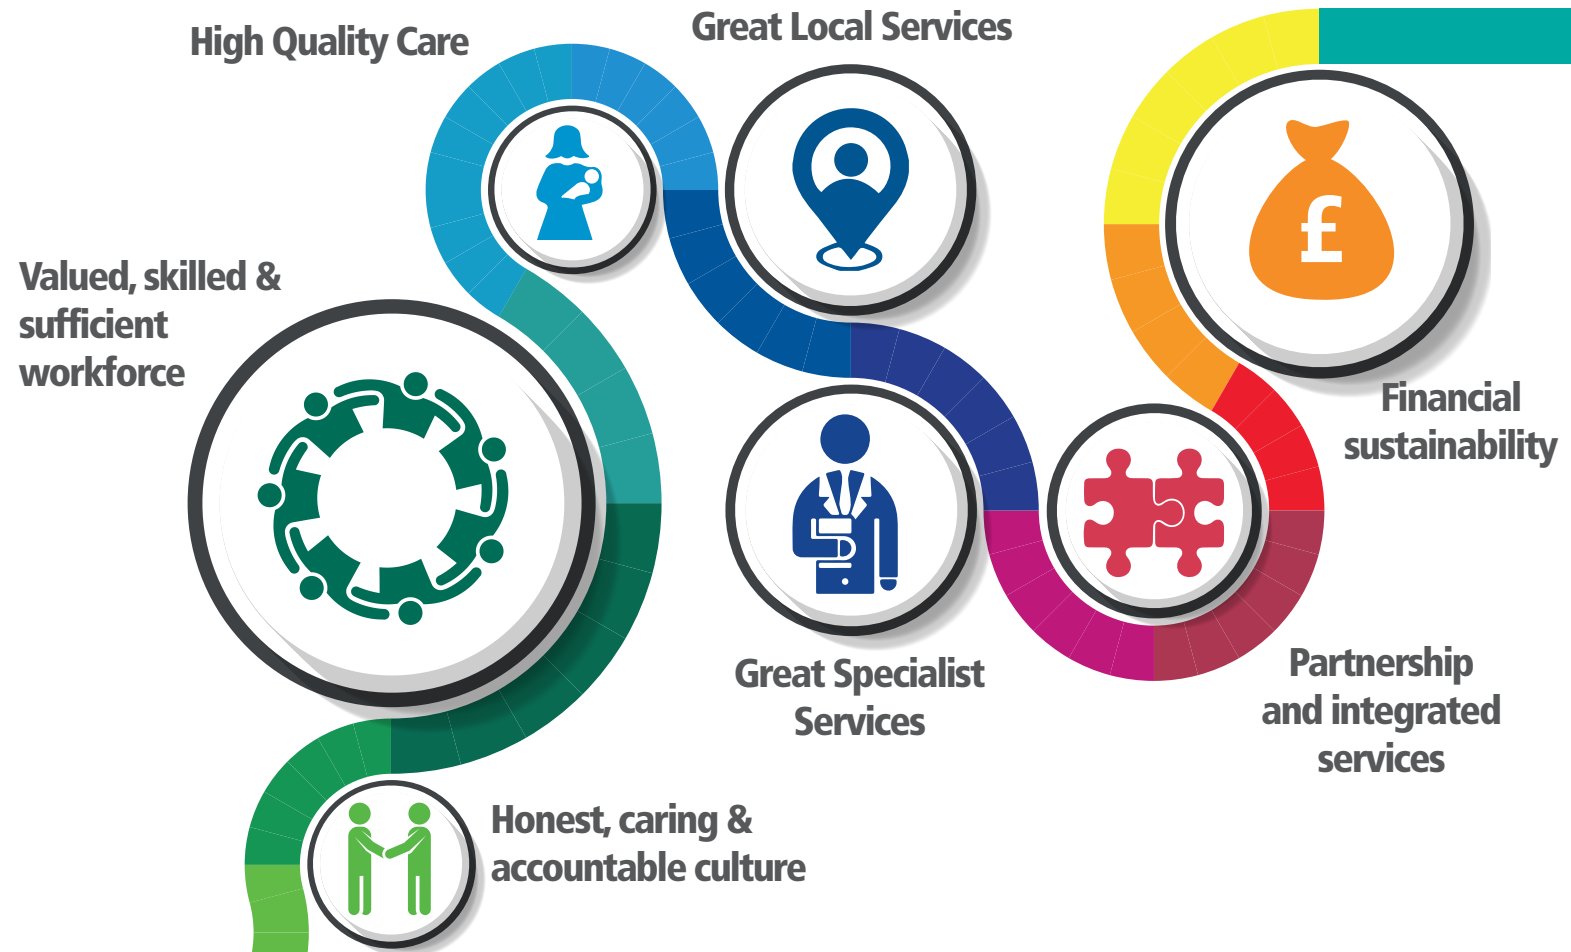 High Quality Care
Great Local Services
Valued, skilled &
sufficient
workforce
£
Financial
sustainability
Great Specialist
Services
Partnership
and integrated
services
Honest, caring &
accountable culture